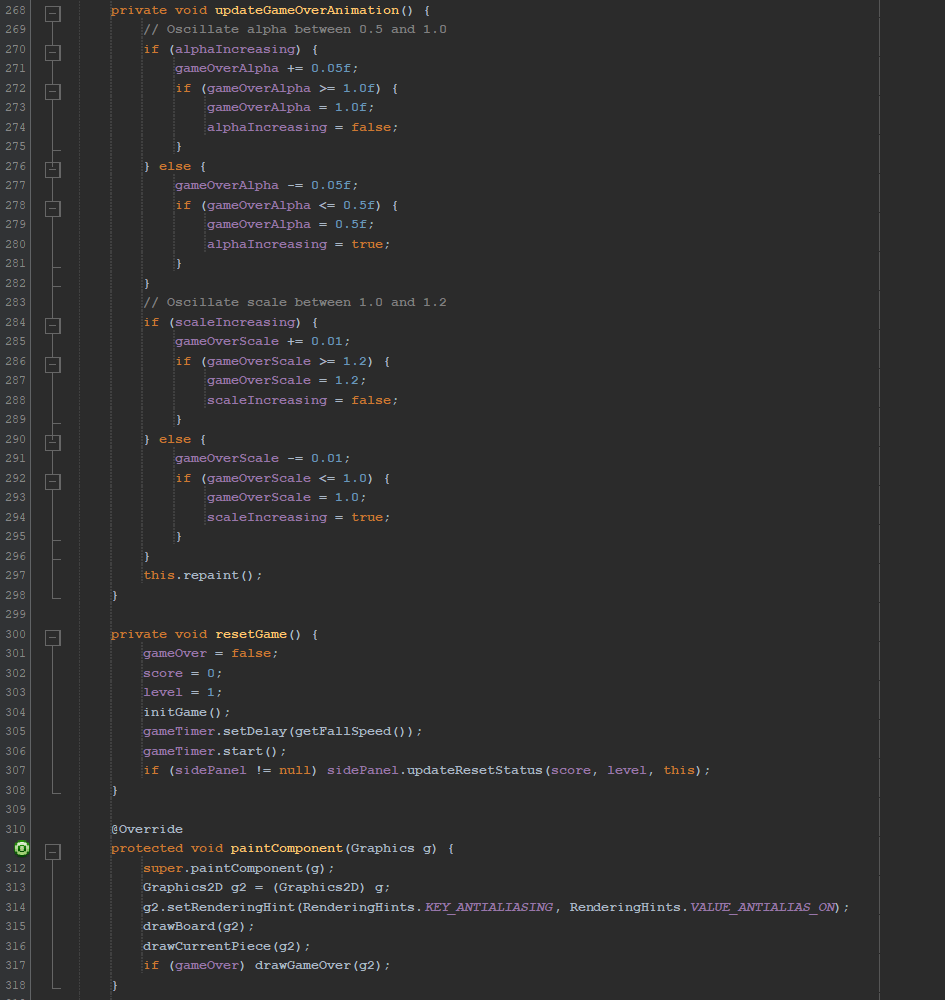 268 private void updateGameOverAnimation() {
269 // Oscillate alpha between 0.5 and 1.0
270 if (alphaIncreasing) {
271 gameOverAlpha += 0.05f;
272 if (gameOverAlpha >= 1.0f) {
273 gameOverAlpha = 1.0f;
274 alphaIncreasing = false;
275 }
276 } else {
277 gameOverAlpha -= 0.05f;
278 if (gameOverAlpha <= 0.5f) {
279 gameOverAlpha = 0.5f;
280 alphaIncreasing = true;
281 }
282 }
283 // Oscillate scale between 1.0 and 1.2
284 if (scaleIncreasing) {
285 gameOverScale += 0.01;
286 if (gameOverScale >= 1.2) {
287 gameOverScale = 1.2;
288 scaleIncreasing = false;
289 }
290 } else {
291 gameOverScale -= 0.01;
292 if (gameOverScale <= 1.0) {
293 gameOverScale = 1.0;
294 scaleIncreasing = true;
295 }
296 }
297 this.repaint();
298 }
299
300 private void resetGame() {
301 gameOver = false;
302 score = 0;
303 level = 1;
304 initGame();
305 gameTimer.setDelay(getFallSpeed());
306 gameTimer.start();
307 if (sidePanel != null) sidePanel.updateResetStatus(score, level, this);
308 }
309
310 @Override
protected void paintComponent(Graphics g) {
312 super.paintComponent(g);
313 Graphics2D g2 = (Graphics2D) g;
314 g2.setRenderingHint(RenderingHints.KEY_ANTIALIASING, RenderingHints.VALUE_ANTIALIAS_ON);
315 drawBoard(g2);
316 drawCurrentPiece(g2);
317 if (gameOver) drawGameOver(g2);
318 }